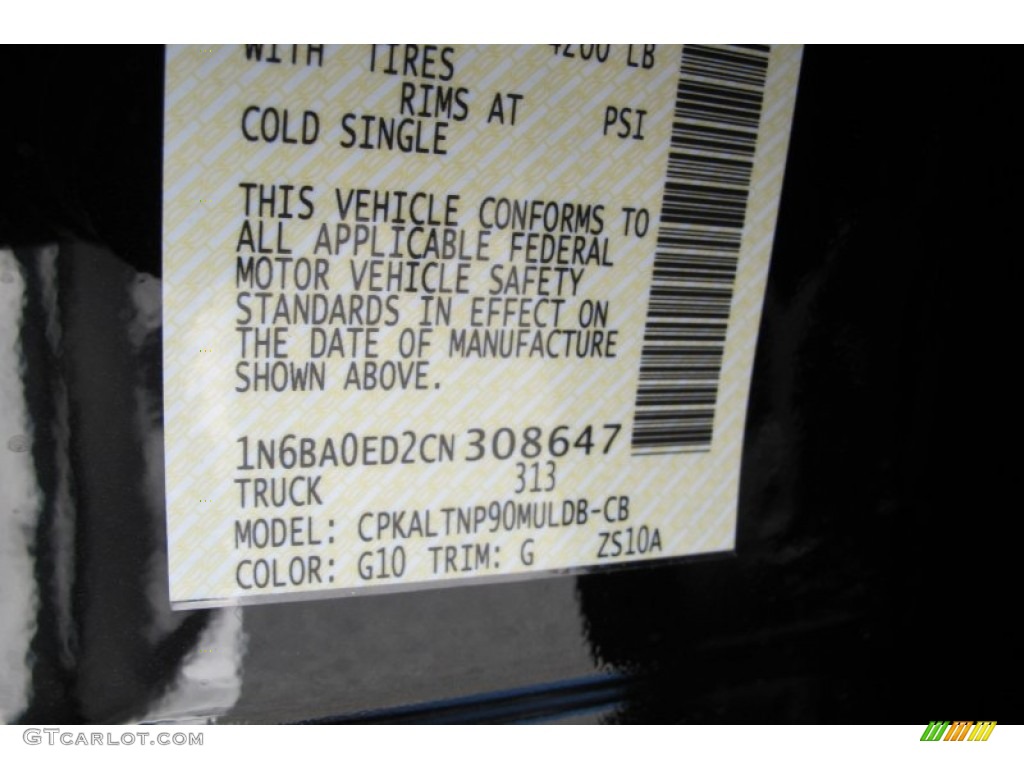 WITH TIRES 4200 LB
RIMS AT PSI
COLD SINGLE
THIS VEHICLE CONFORMS TO
ALL APPLICABLE FEDERAL
MOTOR VEHICLE SAFETY
STANDARDS IN EFFECT ON
THE DATE OF MANUFACTURE
SHOWN ABOVE.
1N6BA0ED2CN308647
TRUCK 313
MODEL: CPKALTNP90MULDB-CB
COLOR: G10 TRIM: G ZS10A
GTCARLOT.COM